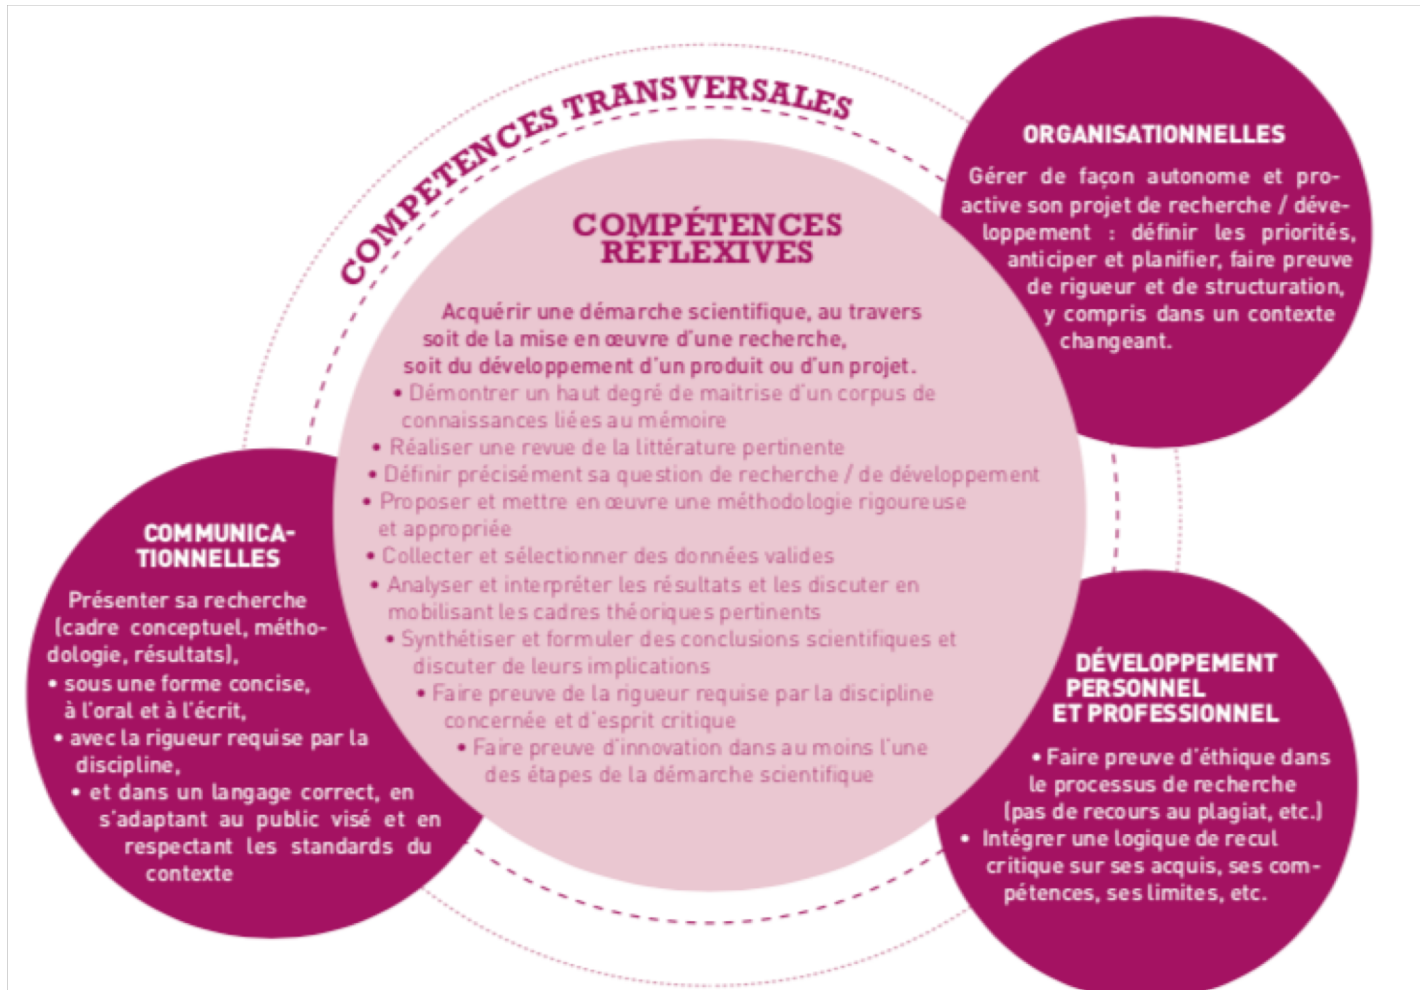 COMPETENCES TRANSVERSALES
COMPÉTENCES
RÉFLEXIVES
Acquérir une démarche scientifique, au travers
soit de la mise en œuvre d'une recherche,
soit du développement d'un produit ou d'un projet.
• Démontrer un haut degré de maitrise d'un corpus de
connaissances liées au mémoire
• Réaliser une revue de la littérature pertinente
• Définir précisément sa question de recherche / de développement
• Proposer et mettre en œuvre une méthodologie rigoureuse
et appropriée
• Collecter et sélectionner des données valides
• Analyser et interpréter les résultats et les discuter en
mobilisant les cadres théoriques pertinents
• Synthétiser et formuler des conclusions scientifiques et
discuter de leurs implications
• Faire preuve de la rigueur requise par la discipline
concernée et d'esprit critique
• Faire preuve d'innovation dans au moins l'une
des étapes de la démarche scientifique
ORGANISATIONNELLES
Gérer de façon autonome et pro-
active son projet de recherche / déve-
loppement : définir les priorités,
anticiper et planifier, faire preuve
de rigueur et de structuration,
y compris dans un contexte
changeant.
COMMUNICA-
TIONNELLES
Présenter sa recherche
(cadre conceptuel, métho-
dologie, résultats),
• sous une forme concise,
à l'oral et à l'écrit,
• avec la rigueur requise par la
discipline,
• et dans un langage correct, en
s'adaptant au public visé et en
respectant les standards du
contexte
DÉVELOPPEMENT
PERSONNEL
ET PROFESSIONNEL
• Faire preuve d'éthique dans
le processus de recherche
(pas de recours au plagiat, etc.)
• Intégrer une logique de recul
critique sur ses acquis, ses com-
pétences, ses limites, etc.